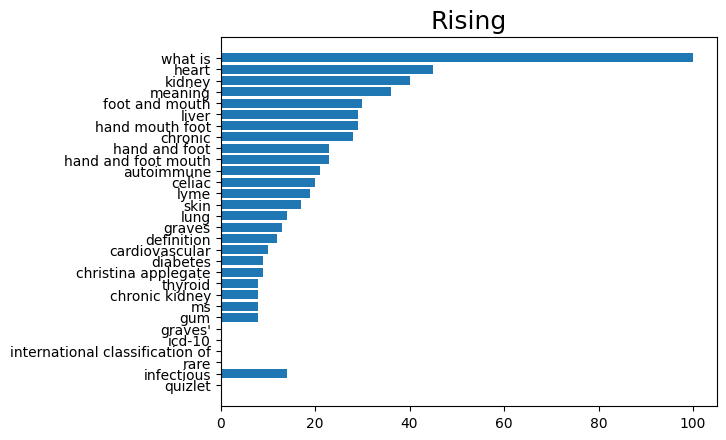 Rising
what is
heart
kidney
meaning
foot and mouth
liver
hand mouth foot
chronic
hand and foot
hand and foot mouth
autoimmune
celiac
lyme
skin
lung
graves
definition
cardiovascular
diabetes
christina applegate
thyroid
chronic kidney
ms
gum
graves'
icd-10
international classification of
rare
infectious
quizlet
0 20 40 60 80 100